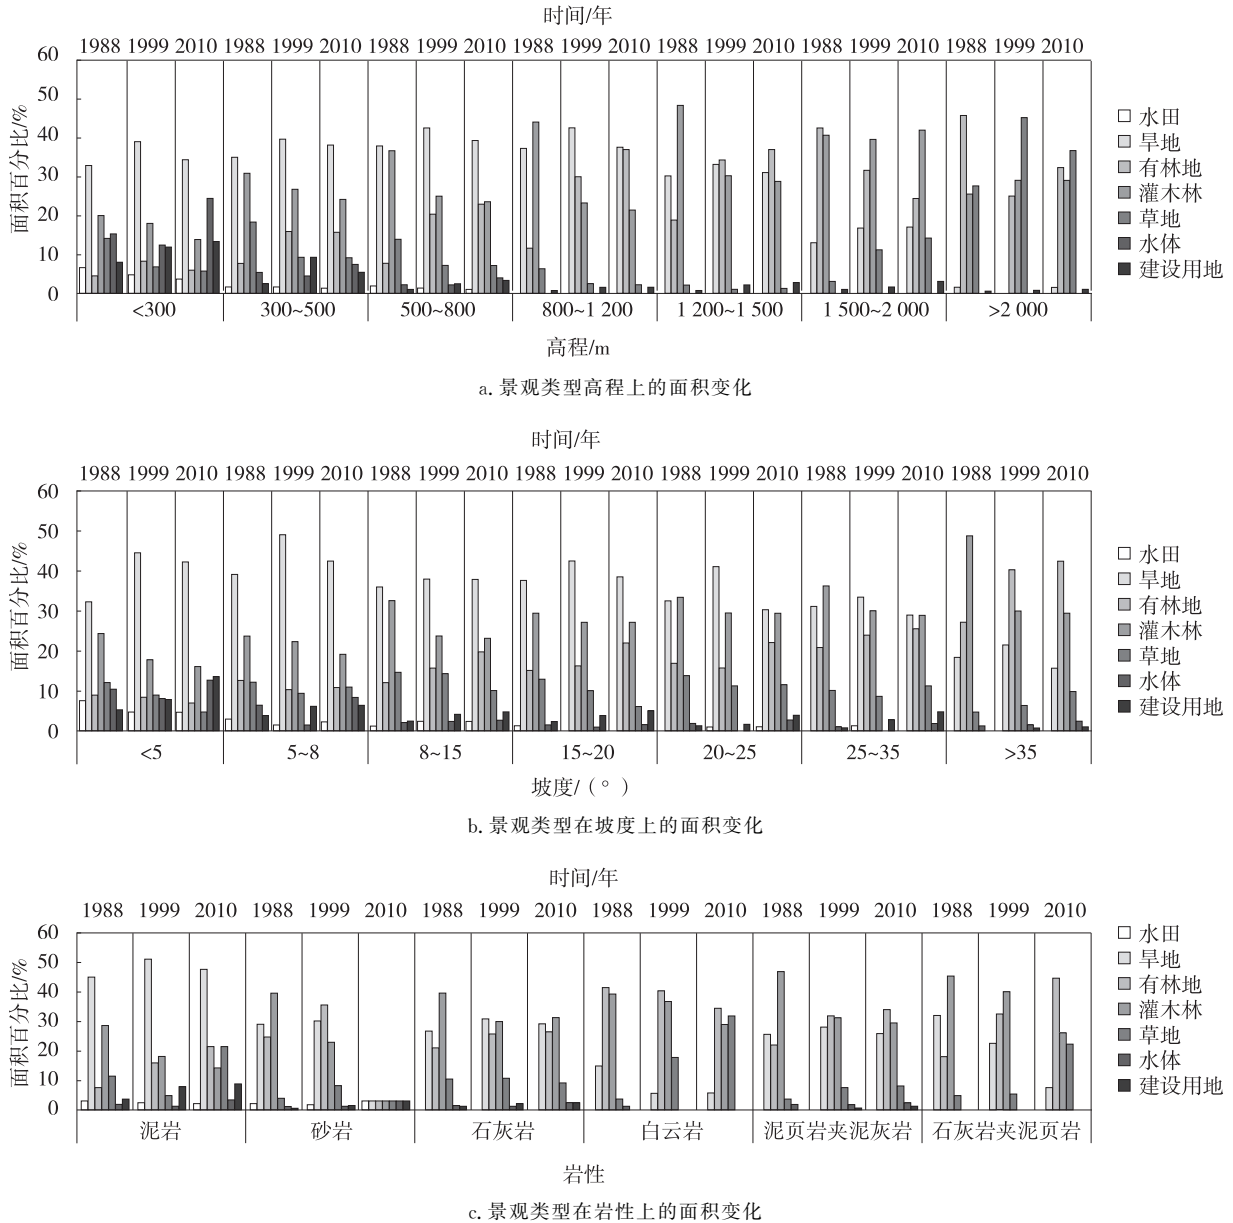 时间/年
1988 1999 2010 1988 1999 2010 1988 1999 2010 1988 1999 2010 1988 1999 2010 1988 1999 2010 1988 1999 2010
面积百分比/%
60
50
40
30
20
10
0
水田
旱地
有林地
灌木林
草地
水体
建设用地
<300 300~500 500~800 800~1 200 1 200~1 500 1 500~2 000 >2 000
高程/m
a. 景观类型高程上的面积变化
时间/年
1988 1999 2010 1988 1999 2010 1988 1999 2010 1988 1999 2010 1988 1999 2010 1988 1999 2010 1988 1999 2010
面积百分比/%
60
50
40
30
20
10
0
水田
旱地
有林地
灌木林
草地
水体
建设用地
<5 5~8 8~15 15~20 20~25 25~35 >35
坡度/（°）
b. 景观类型在坡度上的面积变化
时间/年
1988 1999 2010 1988 1999 2010 1988 1999 2010 1988 1999 2010 1988 1999 2010 1988 1999 2010
面积百分比/%
60
50
40
30
20
10
0
水田
旱地
有林地
灌木林
草地
水体
建设用地
泥岩 砂岩 石灰岩 白云岩 泥页岩夹泥灰岩 石灰岩夹泥页岩
岩性
c. 景观类型在岩性上的面积变化